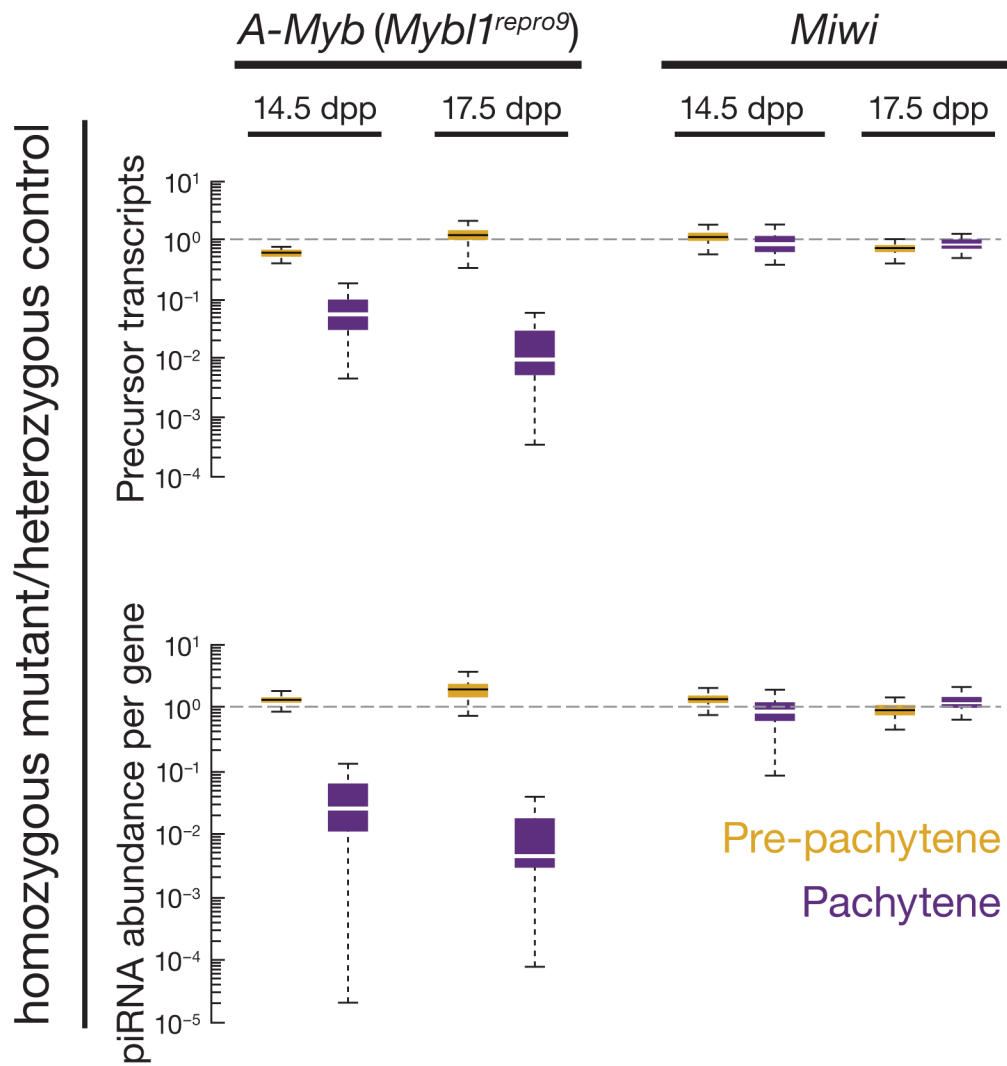 A-Myb (Mybl1^repro9)
Miwi
14.5 dpp
17.5 dpp
14.5 dpp
17.5 dpp
homozygous mutant/heterozygous control
Precursor transcripts
10¹
10⁰
10⁻¹
10⁻²
10⁻³
10⁻⁴
piRNA abundance per gene
10¹
10⁰
10⁻¹
10⁻²
10⁻³
10⁻⁴
10⁻⁵
Pre-pachytene
Pachytene